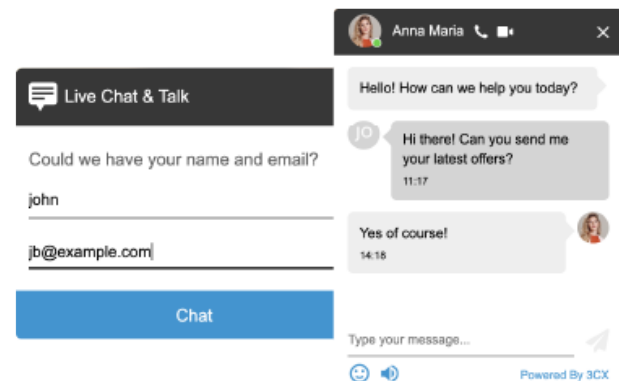 Live Chat & Talk
Could we have your name and email?
john
jb@example.com
Chat
Anna Maria
Hello! How can we help you today?
JO
Hi there! Can you send me
your latest offers?
11:17
Yes of course!
14:18
Type your message...
Powered By 3CX